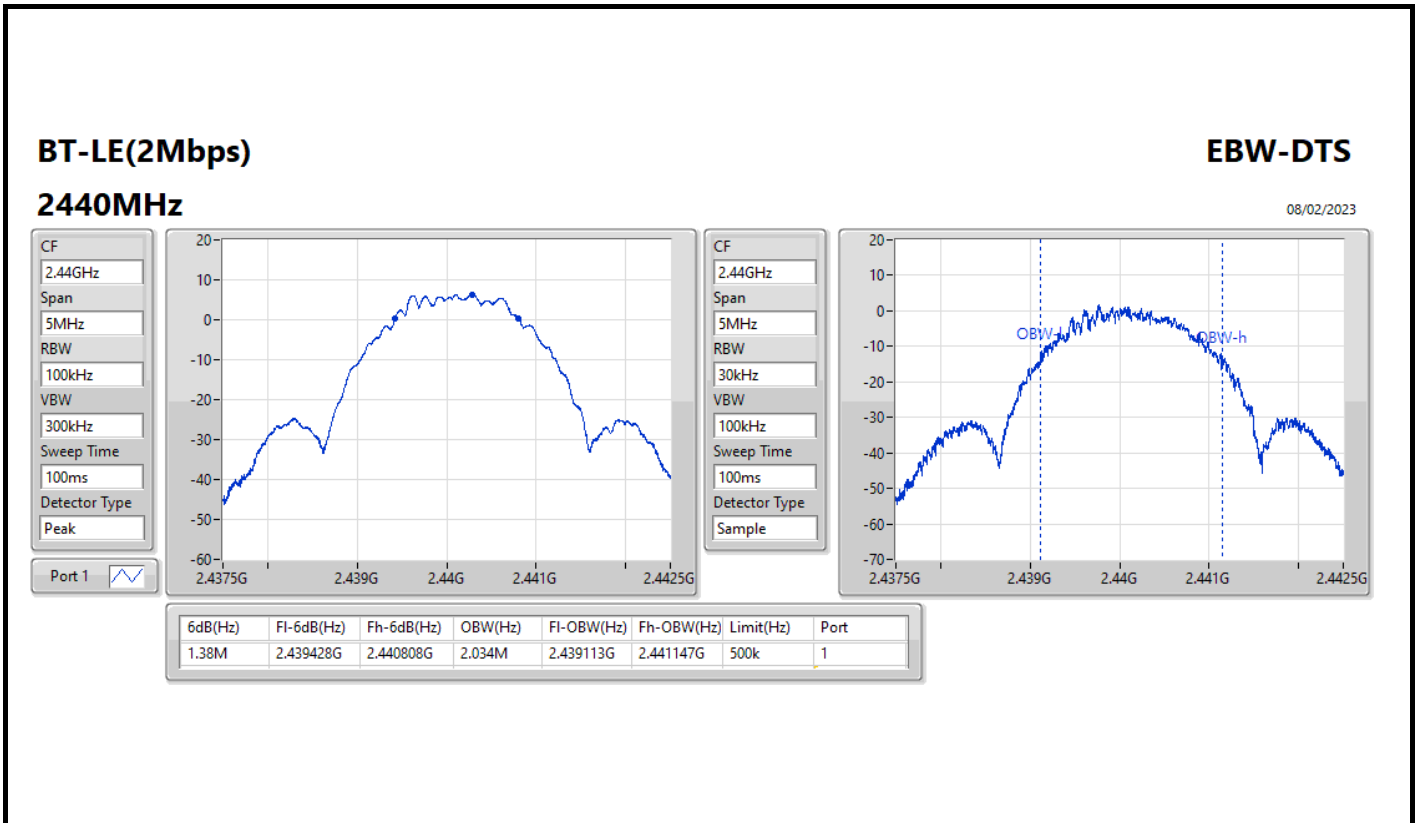 BT-LE(2Mbps)
EBW-DTS
2440MHz
08/02/2023
CF
2.44GHz
Span
5MHz
RBW
100kHz
VBW
300kHz
Sweep Time
100ms
Detector Type
Peak
Port 1
20
10
0
-10
-20
-30
-40
-50
-60
2.4375G 2.439G 2.44G 2.441G 2.4425G
CF
2.44GHz
Span
5MHz
RBW
30kHz
VBW
100kHz
Sweep Time
100ms
Detector Type
Sample
20
10
0
-10
-20
-30
-40
-50
-60
-70
OBW-l OBW-h
2.4375G 2.439G 2.44G 2.441G 2.4425G
6dB(Hz) Fl-6dB(Hz) Fh-6dB(Hz) OBW(Hz) Fl-OBW(Hz) Fh-OBW(Hz) Limit(Hz) Port
1.38M 2.439428G 2.440808G 2.034M 2.439113G 2.441147G 500k 1